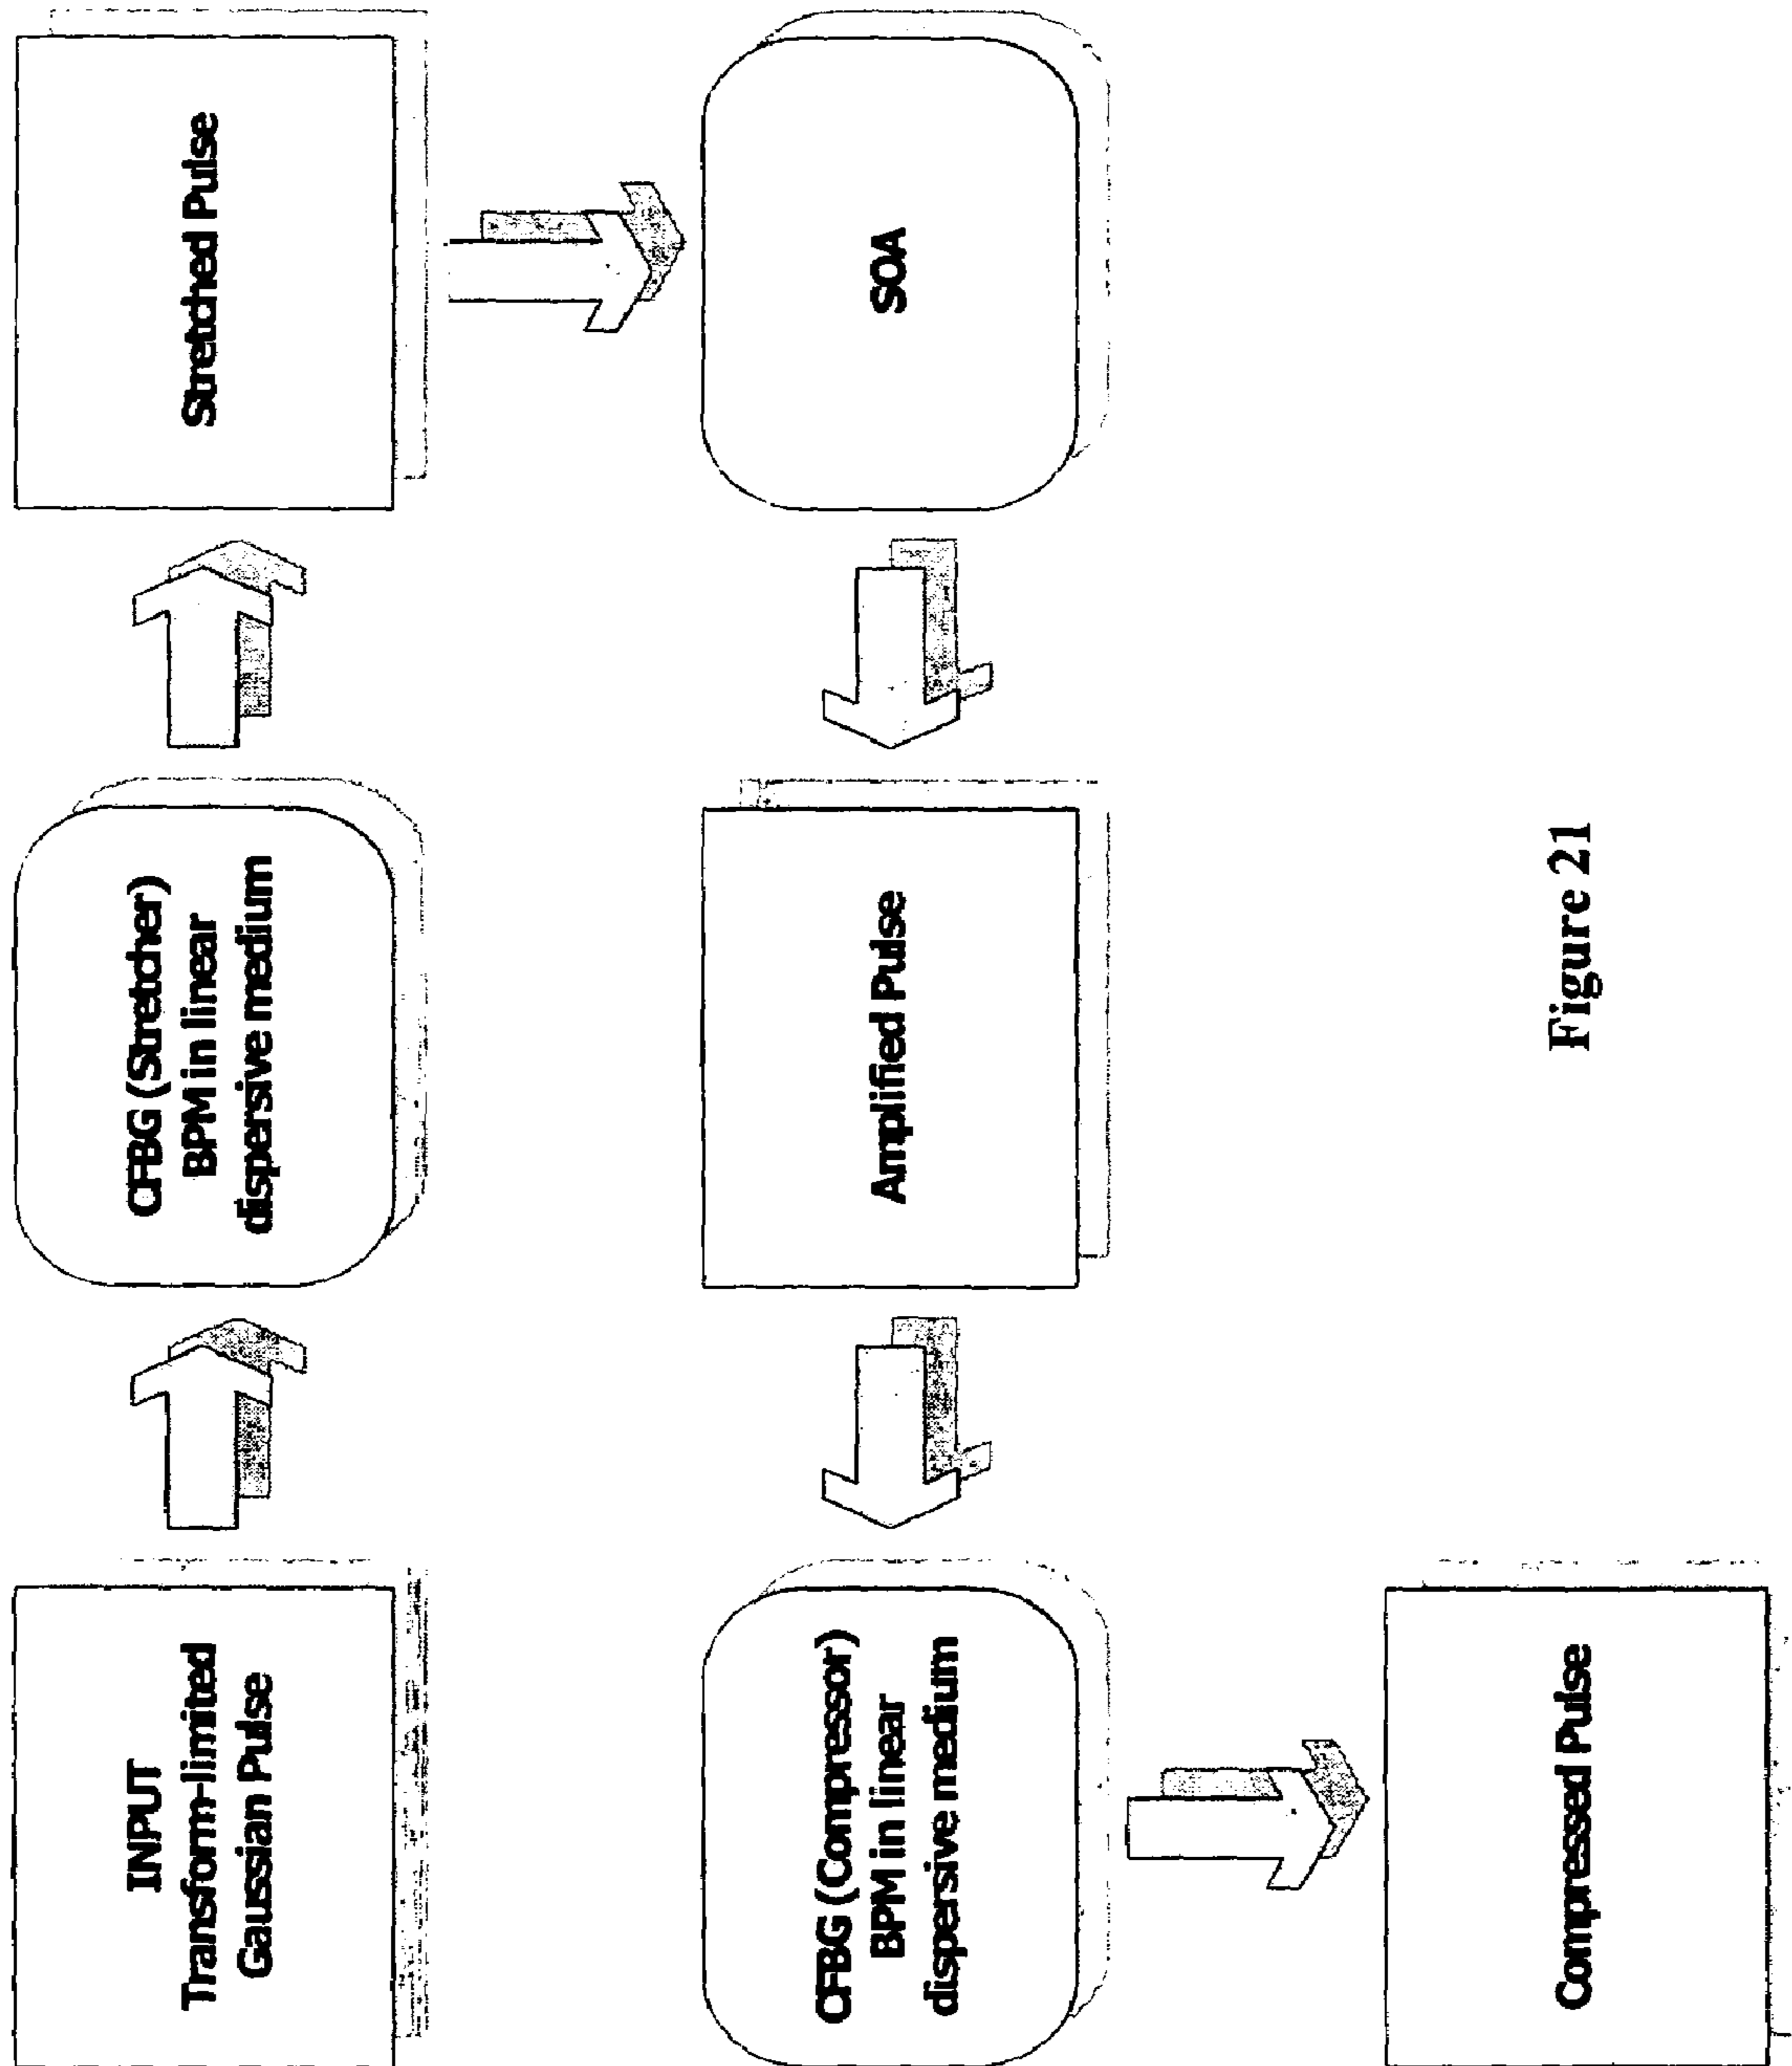 INPUT
Transform-limited
Gaussian Pulse
CFBG (Stretcher)
BPM in linear
dispersive medium
Stretched Pulse
SOA
Amplified Pulse
CFBG (Compressor)
BPM in linear
dispersive medium
Compressed Pulse
Figure 21